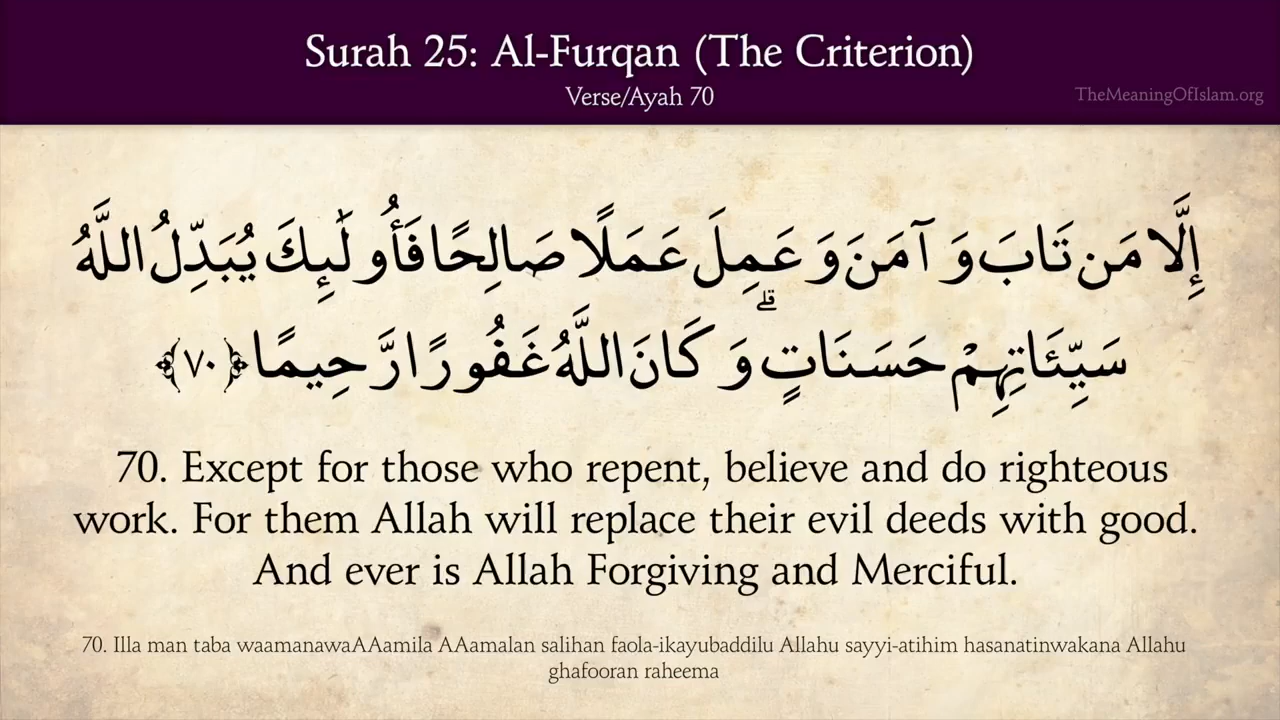 Surah 25: Al-Furqan (The Criterion)
Verse/Ayah 70
TheMeaningOfIslam.org
إِلَّا مَن تَابَ وَ آمَنَ وَ عَمِلَ عَمَلًا صَالِحًا فَأُو لَٰئِكَ يُبَدِّلُ اللَّهُ
سَيِّئَاتِهِمْ حَسَنَاتٍ ۗ وَ كَانَ اللَّهُ غَفُورًا رَّحِيمًا ﴿٧٠﴾
70. Except for those who repent, believe and do righteous
work. For them Allah will replace their evil deeds with good.
And ever is Allah Forgiving and Merciful.
70. Illa man taba waamanawaAAamila AAamalan salihan faola-ikayubaddilu Allahu sayyi-atihim hasanatinwakana Allahu
ghafooran raheema